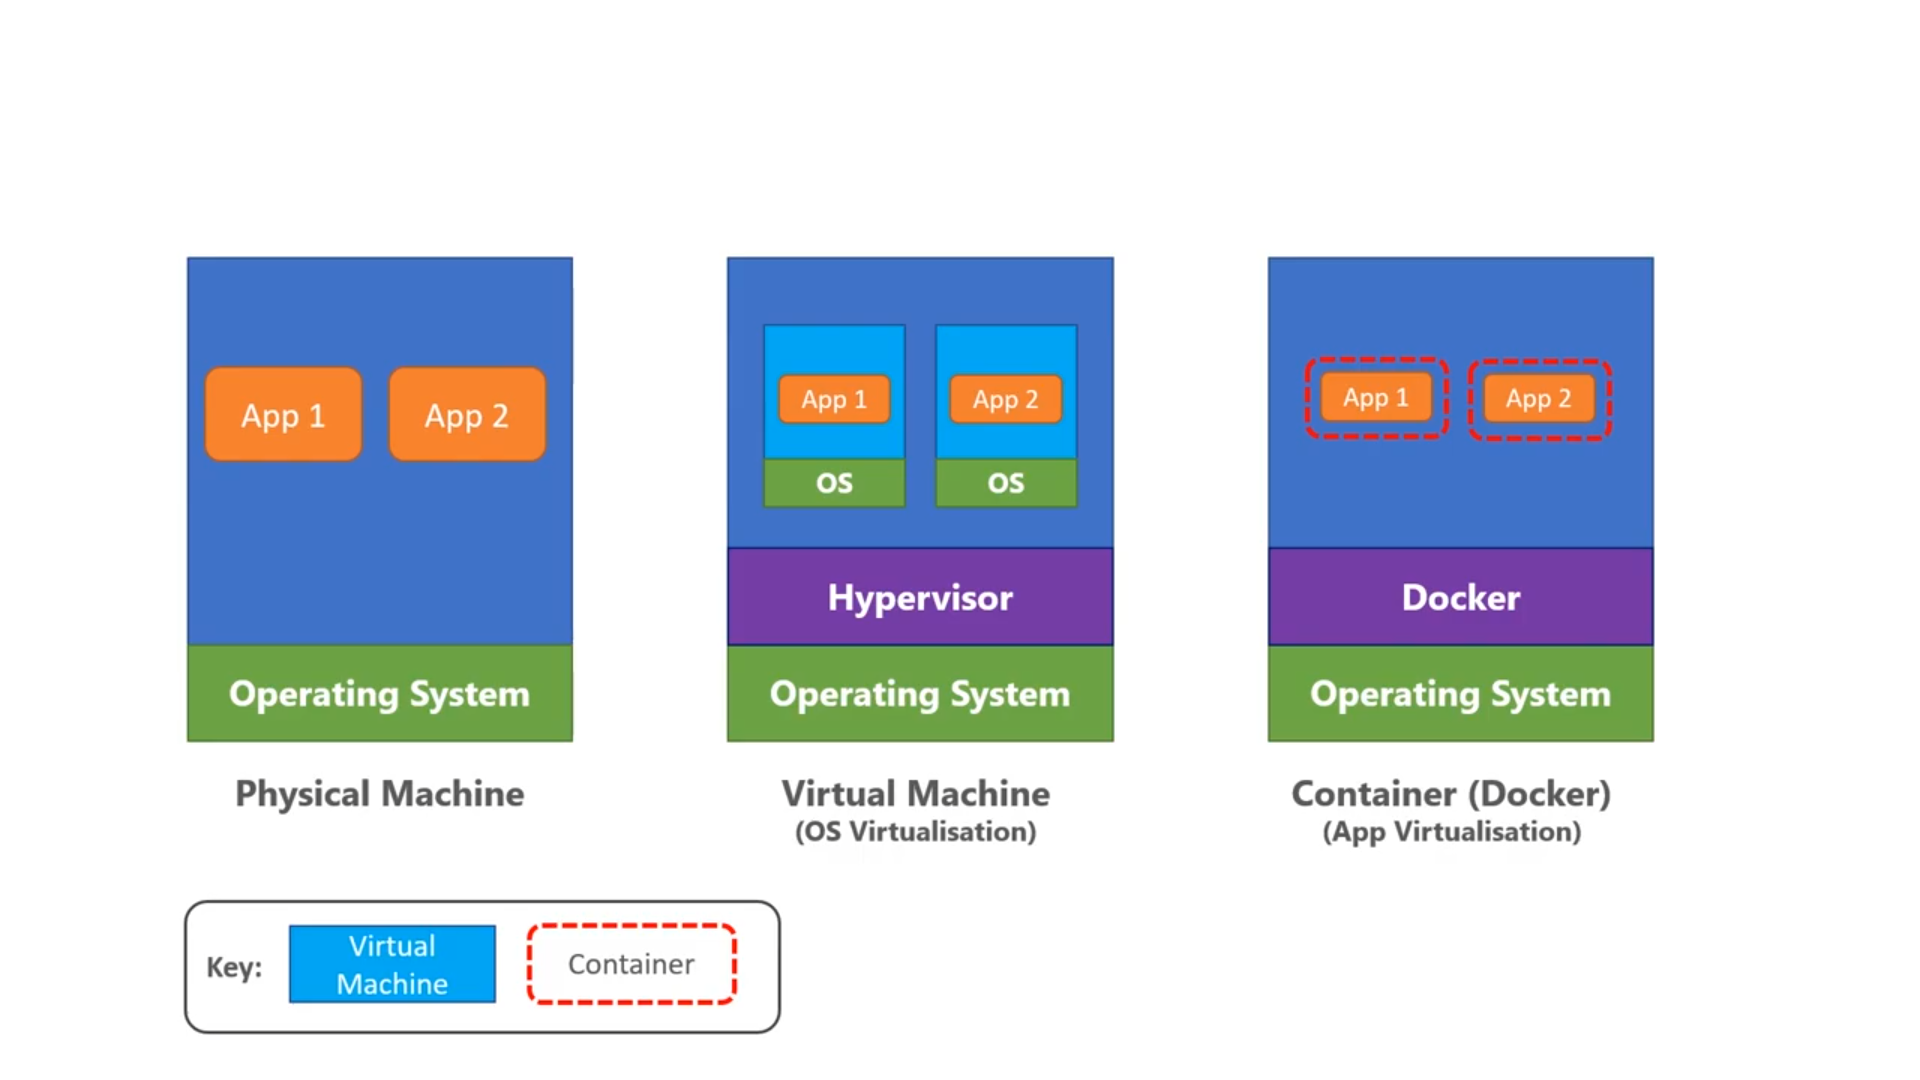 App 1
App 2
Operating System
Physical Machine
App 1
App 2
OS
OS
Hypervisor
Operating System
Virtual Machine
(OS Virtualisation)
App 1
App 2
Docker
Operating System
Container (Docker)
(App Virtualisation)
Key:
Virtual
Machine
Container